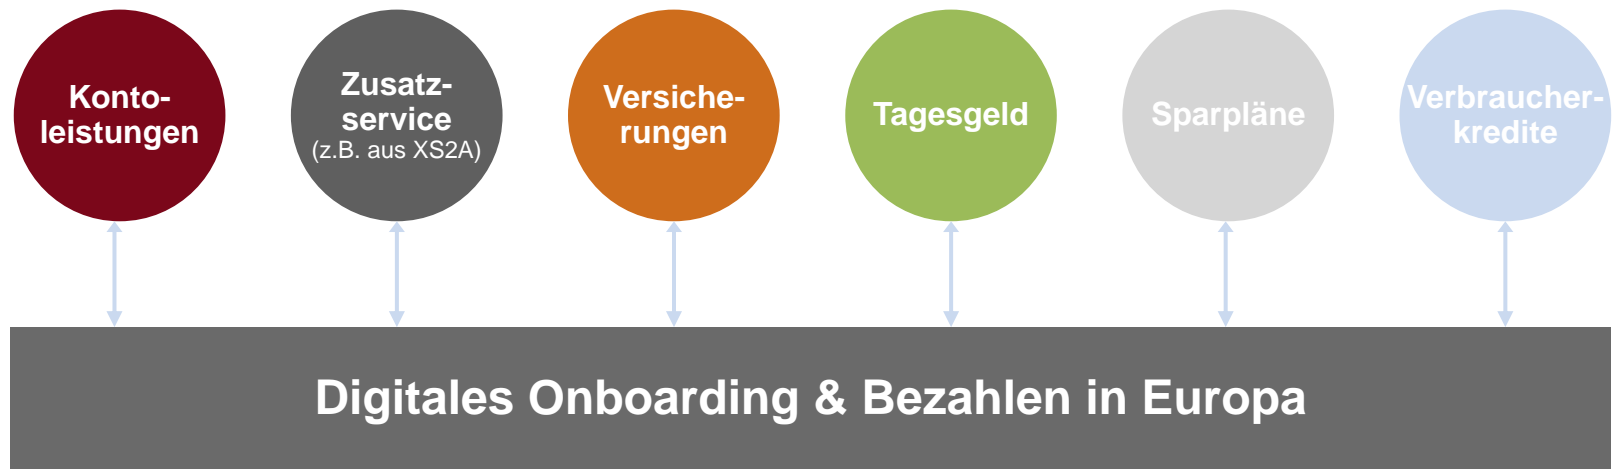 Konto-
leistungen
Zusatz-
service
(z.B. aus XS2A)
Versiche-
rungen
Tagesgeld
Sparpläne
Verbraucher-
kredite
Digitales Onboarding & Bezahlen in Europa